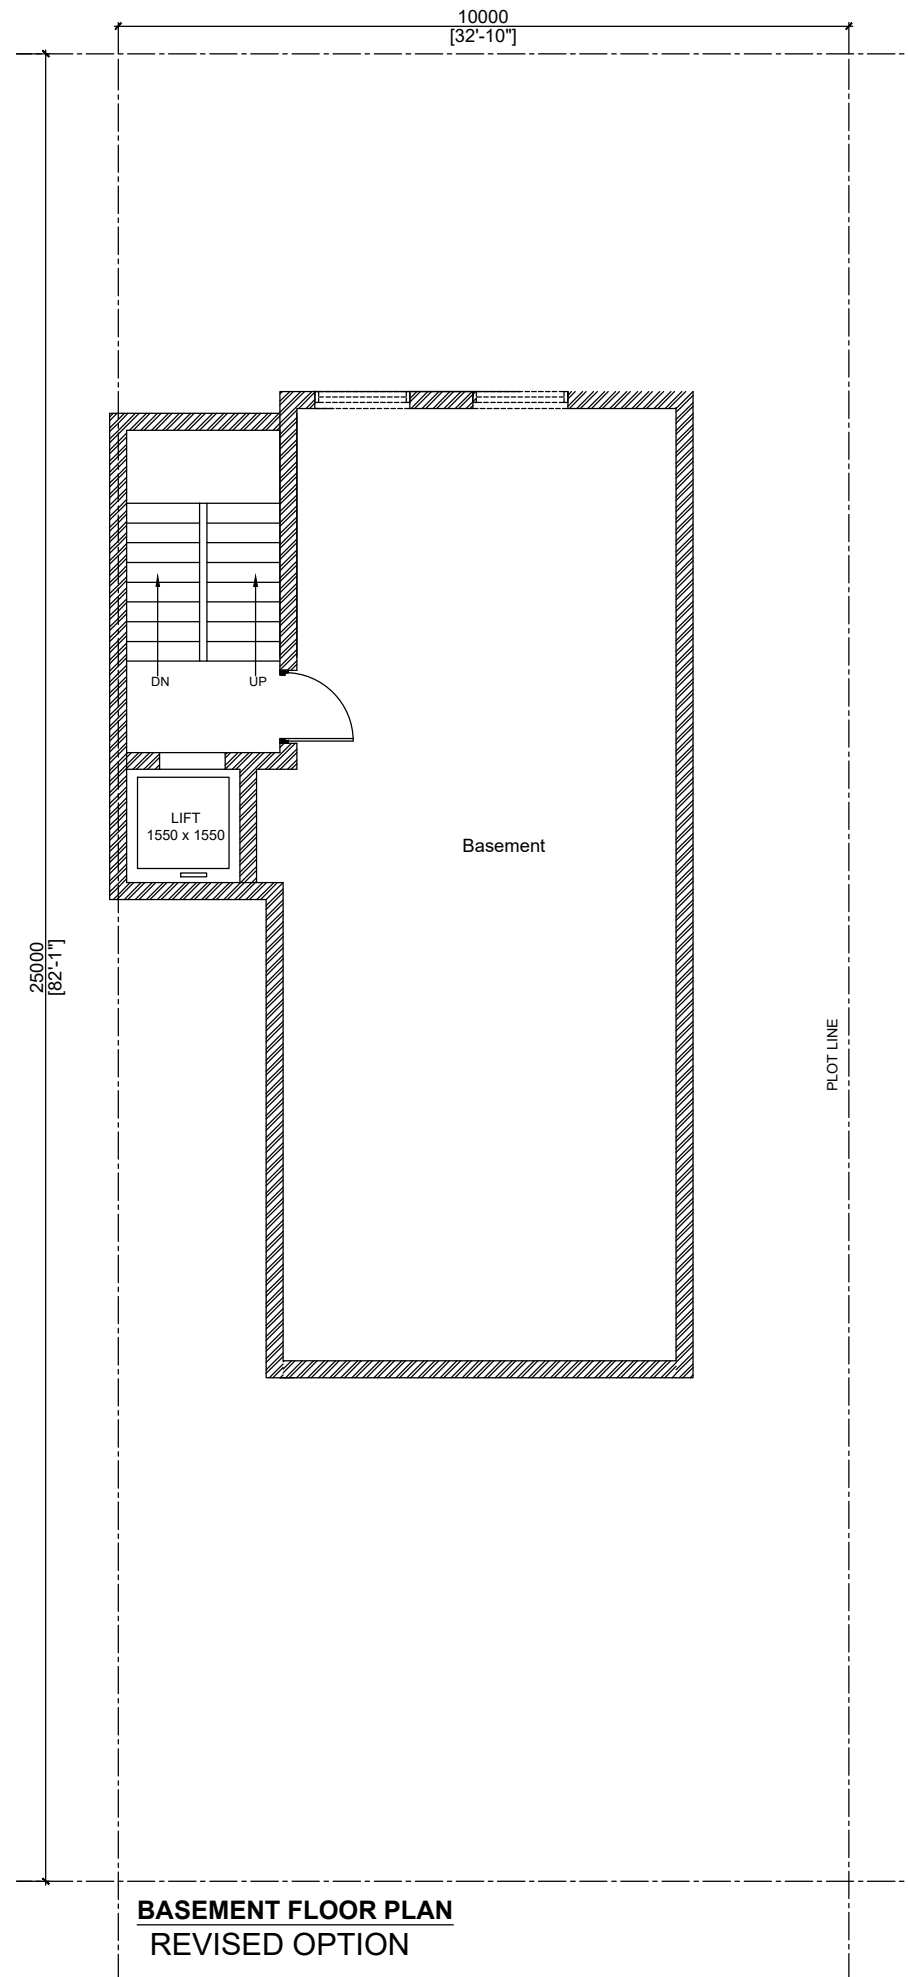 10000
[32'-10"]
DN
UP
LIFT
1550 x 1550
Basement
25000
[82'-1"]
PLOT LINE
BASEMENT FLOOR PLAN
REVISED OPTION